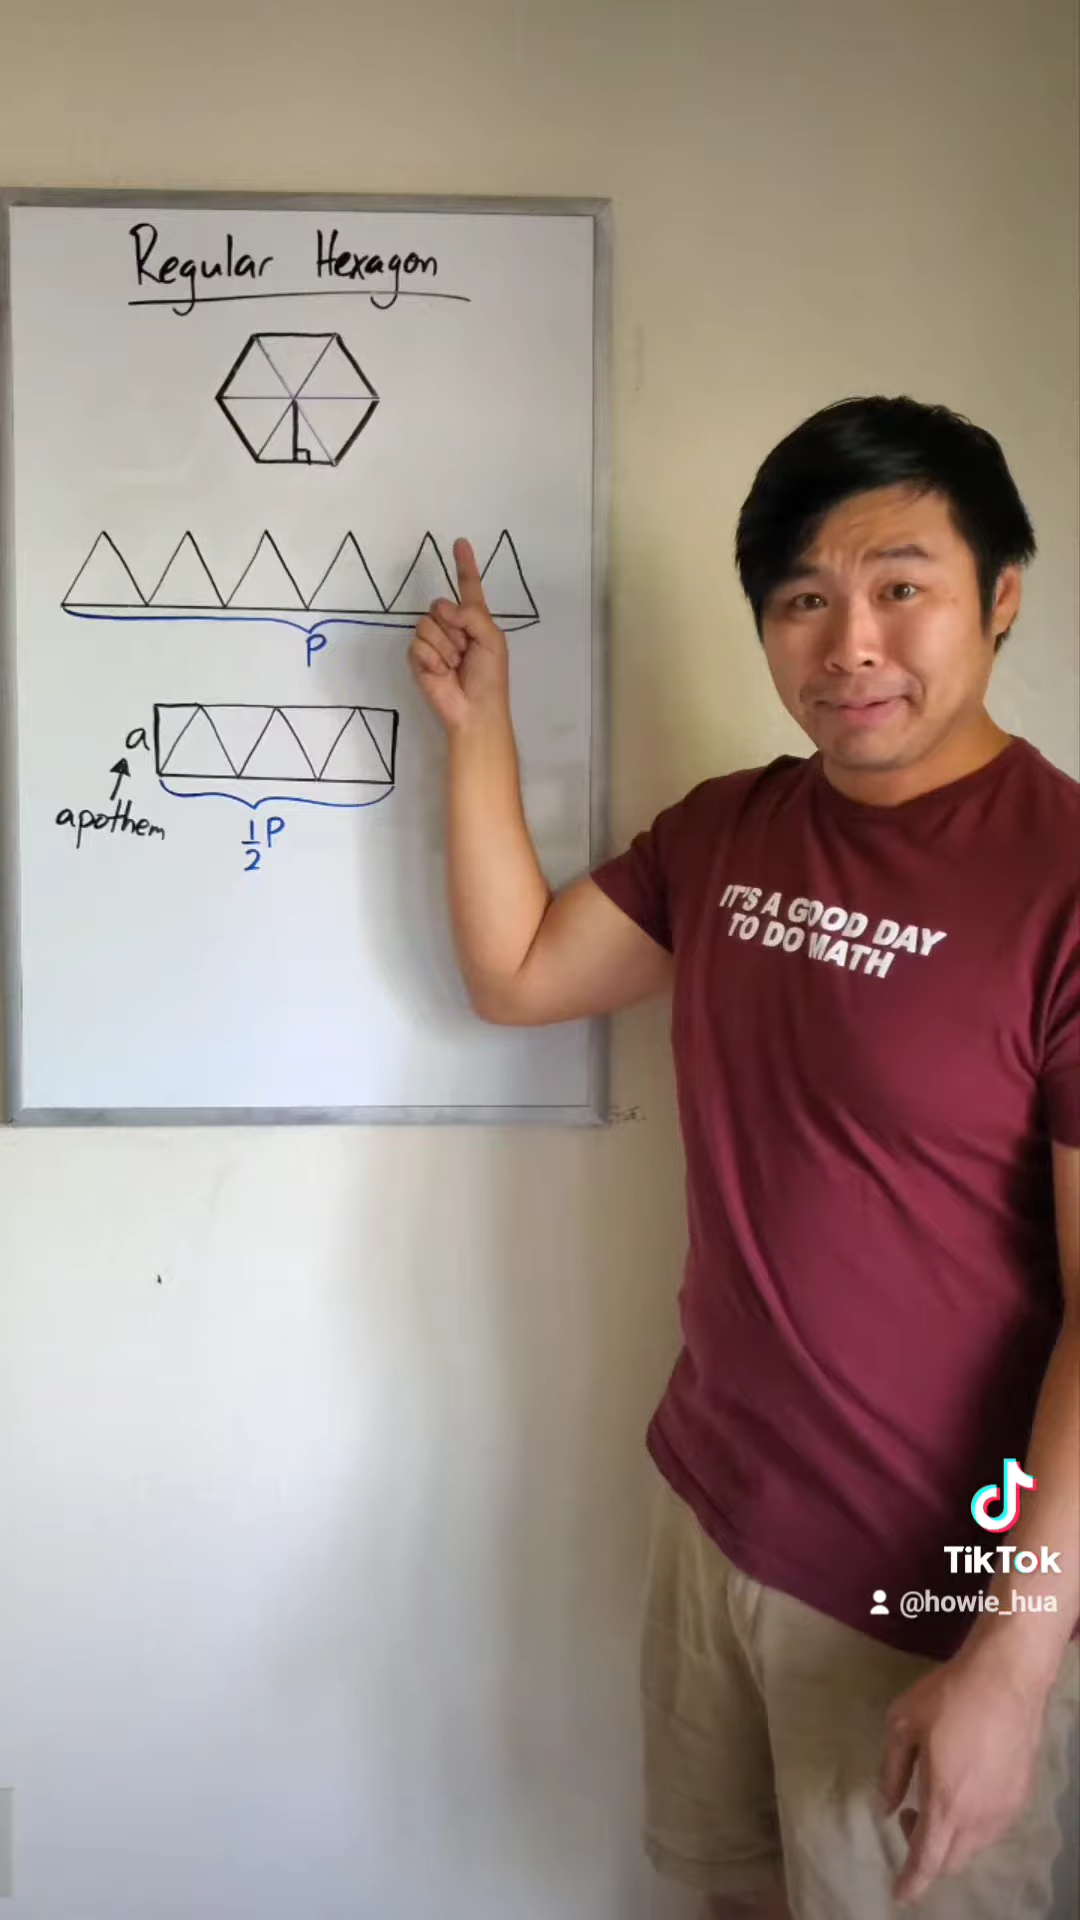 Regular Hexagon
P
a
apothem
1/2 P
IT'S A GOOD DAY
TO DO MATH
TikTok
@howie_hua